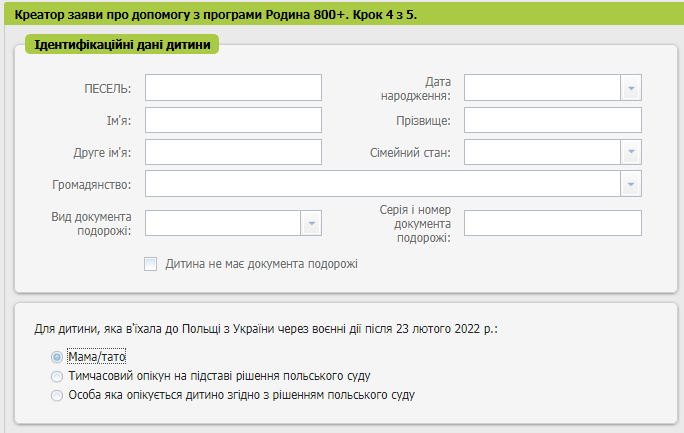 Креатор заяви про допомогу з програми Родина 800+. Крок 4 з 5.
Ідентифікаційні дані дитини
ПЕСЕЛЬ:
Дата
народження:
Ім'я:
Прізвище:
Друге ім'я:
Сімейний стан:
Громадянство:
Вид документа
подорожі:
Серія і номер
документа
подорожі:
Дитина не має документа подорожі
Для дитини, яка в'їхала до Польщі з України через воєнні дії після 23 лютого 2022 р.:
Мама/тато
Тимчасовий опікун на підставі рішення польського суду
Особа яка опікується дитино згідно з рішенням польського суду